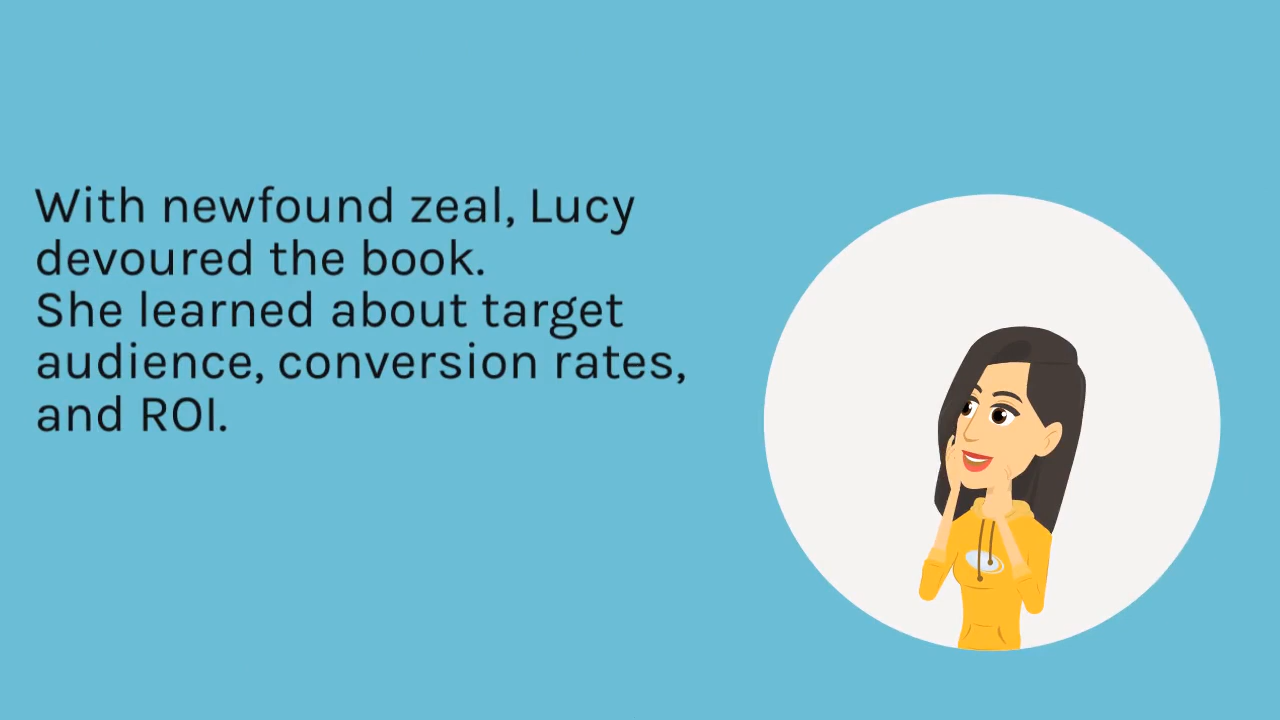 With newfound zeal, Lucy
devoured the book.
She learned about target
audience, conversion rates,
and ROI.